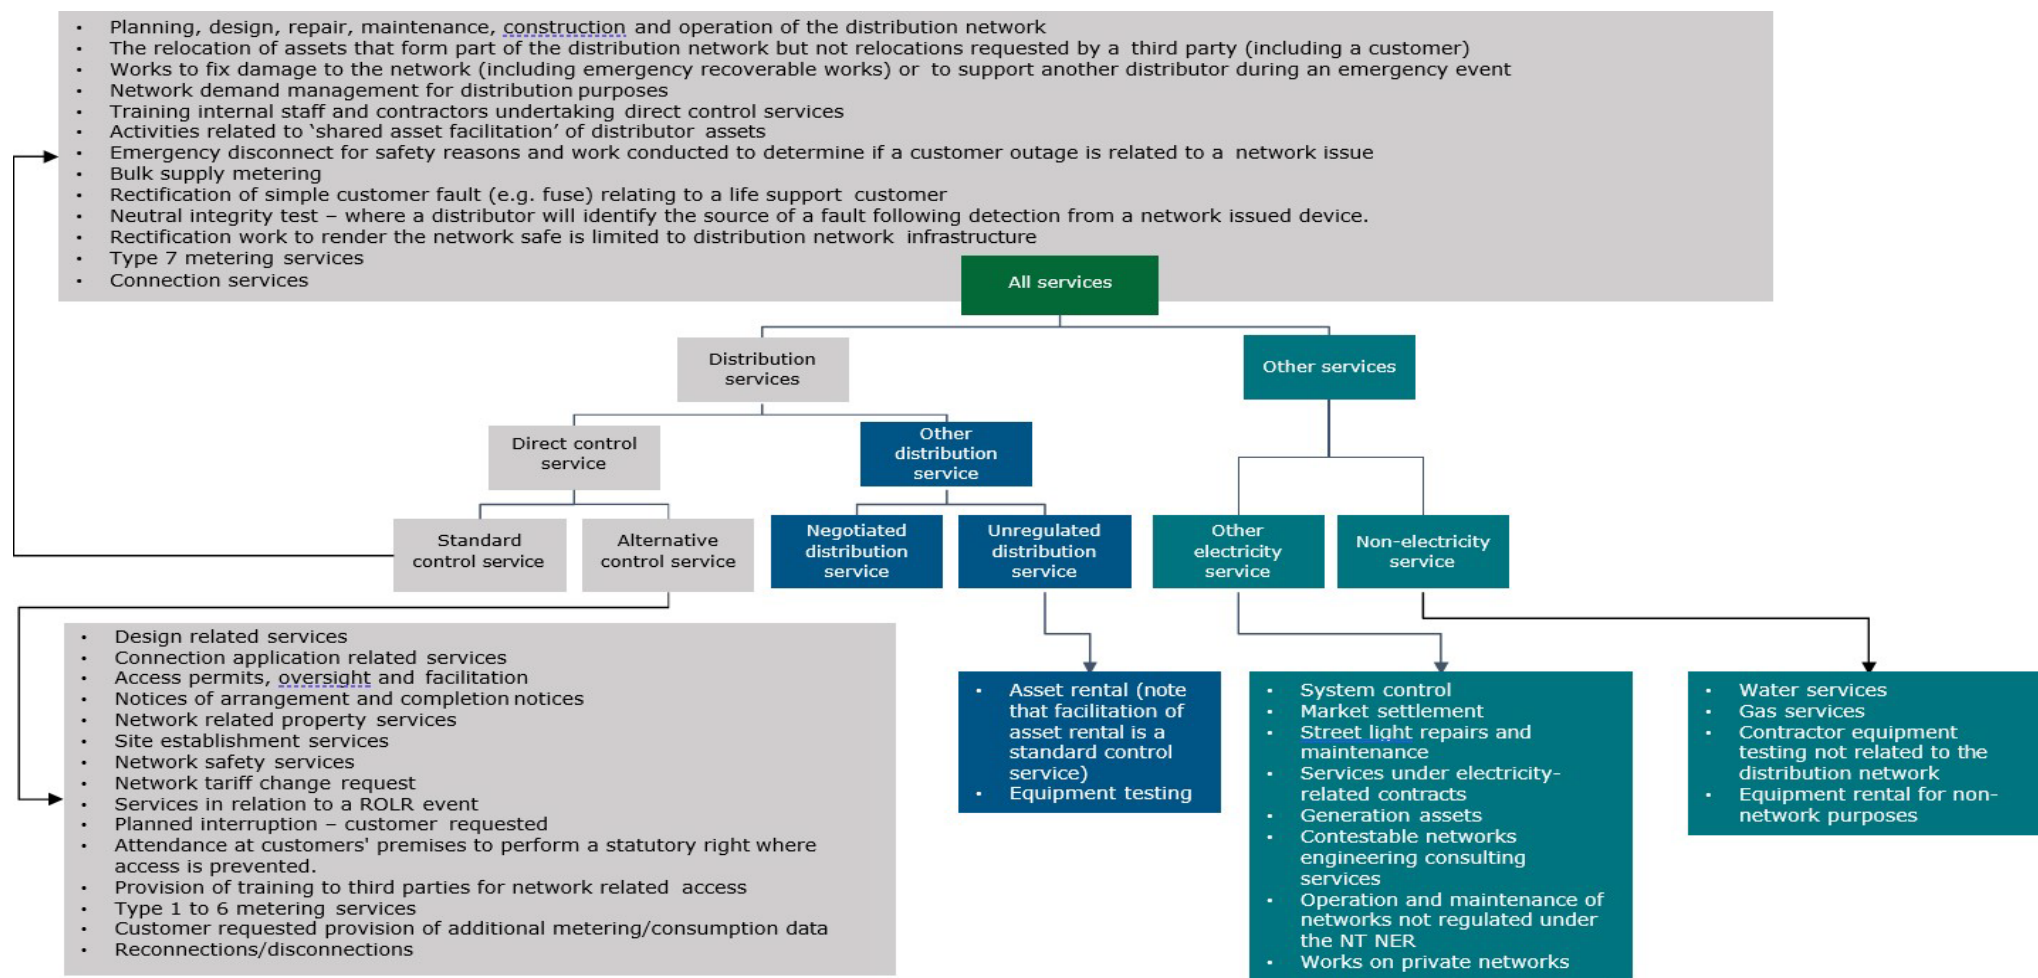 • Planning, design, repair, maintenance, construction and operation of the distribution network
• The relocation of assets that form part of the distribution network but not relocations requested by a third party (including a customer)
• Works to fix damage to the network (including emergency recoverable works) or to support another distributor during an emergency event
• Network demand management for distribution purposes
• Training internal staff and contractors undertaking direct control services
• Activities related to ‘shared asset facilitation’ of distributor assets
• Emergency disconnect for safety reasons and work conducted to determine if a customer outage is related to a network issue
• Bulk supply metering
• Rectification of simple customer fault (e.g. fuse) relating to a life support customer
• Neutral integrity test – where a distributor will identify the source of a fault following detection from a network issued device.
• Rectification work to render the network safe is limited to distribution network infrastructure
• Type 7 metering services
• Connection services
All services
Distribution
services
Other services
Direct control
service
Other
distribution
service
Standard
control service
Alternative
control service
Negotiated
distribution
service
Unregulated
distribution
service
Other
electricity
service
Non-electricity
service
• Design related services
• Connection application related services
• Access permits, oversight and facilitation
• Notices of arrangement and completion notices
• Network related property services
• Site establishment services
• Network safety services
• Network tariff change request
• Services in relation to a ROLR event
• Planned interruption – customer requested
• Attendance at customers' premises to perform a statutory right where
access is prevented.
• Provision of training to third parties for network related access
• Type 1 to 6 metering services
• Customer requested provision of additional metering/consumption data
• Reconnections/disconnections
• Asset rental (note
that facilitation of
asset rental is a
standard control
service)
• Equipment testing
• System control
• Market settlement
• Street light repairs and
maintenance
• Services under electricity-
related contracts
• Generation assets
• Contestable networks
engineering consulting
services
• Operation and maintenance of
networks not regulated under
the NT NER
• Works on private networks
• Water services
• Gas services
• Contractor equipment
testing not related to the
distribution network
• Equipment rental for non-
network purposes